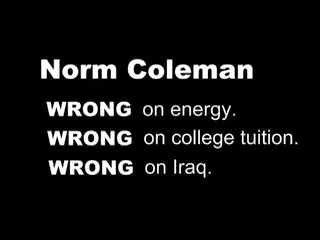 Norm Coleman
WRONG on energy.
WRONG on college tuition.
WRONG on Iraq.